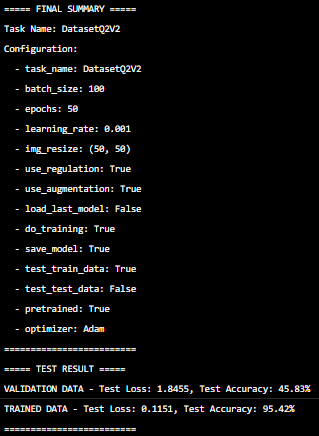 ===== FINAL SUMMARY =====
Task Name: DatasetQ2V2
Configuration:
- task_name: DatasetQ2V2
- batch_size: 100
- epochs: 50
- learning_rate: 0.001
- img_resize: (50, 50)
- use_regulation: True
- use_augmentation: True
- load_last_model: False
- do_training: True
- save_model: True
- test_train_data: True
- test_test_data: False
- pretrained: True
- optimizer: Adam
=========================
===== TEST RESULT =====
VALIDATION DATA - Test Loss: 1.8455, Test Accuracy: 45.83%
TRAINED DATA - Test Loss: 0.1151, Test Accuracy: 95.42%
=========================